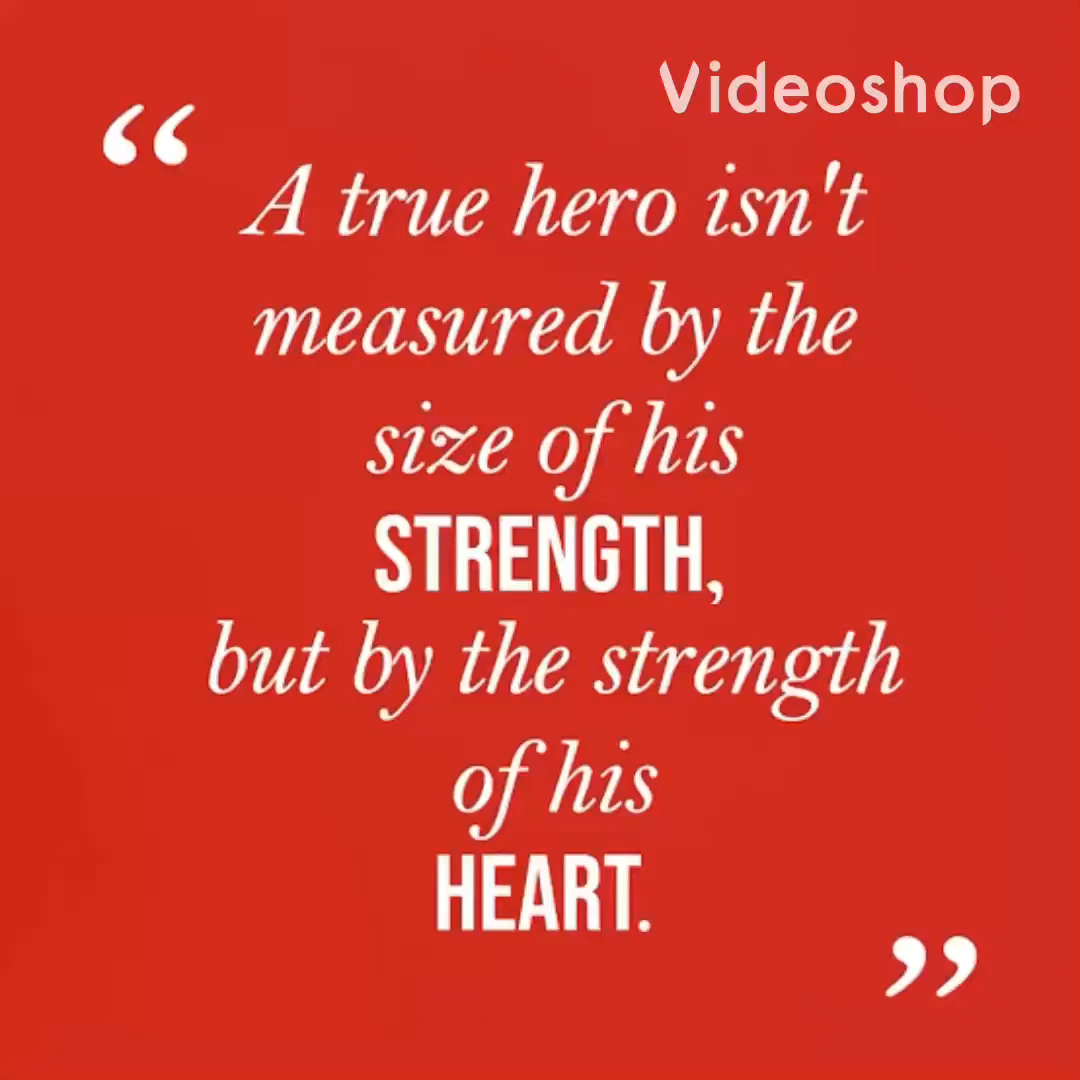 Videoshop
“
A true hero isn't
measured by the
size of his
STRENGTH,
but by the strength
of his
HEART.
”